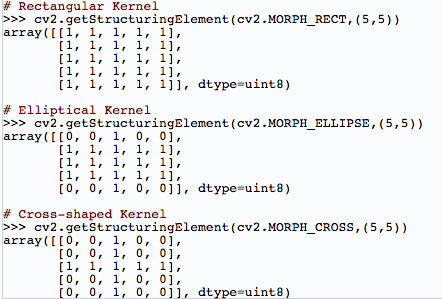 # Rectangular Kernel
>>> cv2.getStructuringElement(cv2.MORPH_RECT,(5,5))
array([[1, 1, 1, 1, 1],
       [1, 1, 1, 1, 1],
       [1, 1, 1, 1, 1],
       [1, 1, 1, 1, 1],
       [1, 1, 1, 1, 1]], dtype=uint8)
# Elliptical Kernel
>>> cv2.getStructuringElement(cv2.MORPH_ELLIPSE,(5,5))
array([[0, 0, 1, 0, 0],
       [1, 1, 1, 1, 1],
       [1, 1, 1, 1, 1],
       [1, 1, 1, 1, 1],
       [0, 0, 1, 0, 0]], dtype=uint8)
# Cross-shaped Kernel
>>> cv2.getStructuringElement(cv2.MORPH_CROSS,(5,5))
array([[0, 0, 1, 0, 0],
       [0, 0, 1, 0, 0],
       [1, 1, 1, 1, 1],
       [0, 0, 1, 0, 0],
       [0, 0, 1, 0, 0]], dtype=uint8)